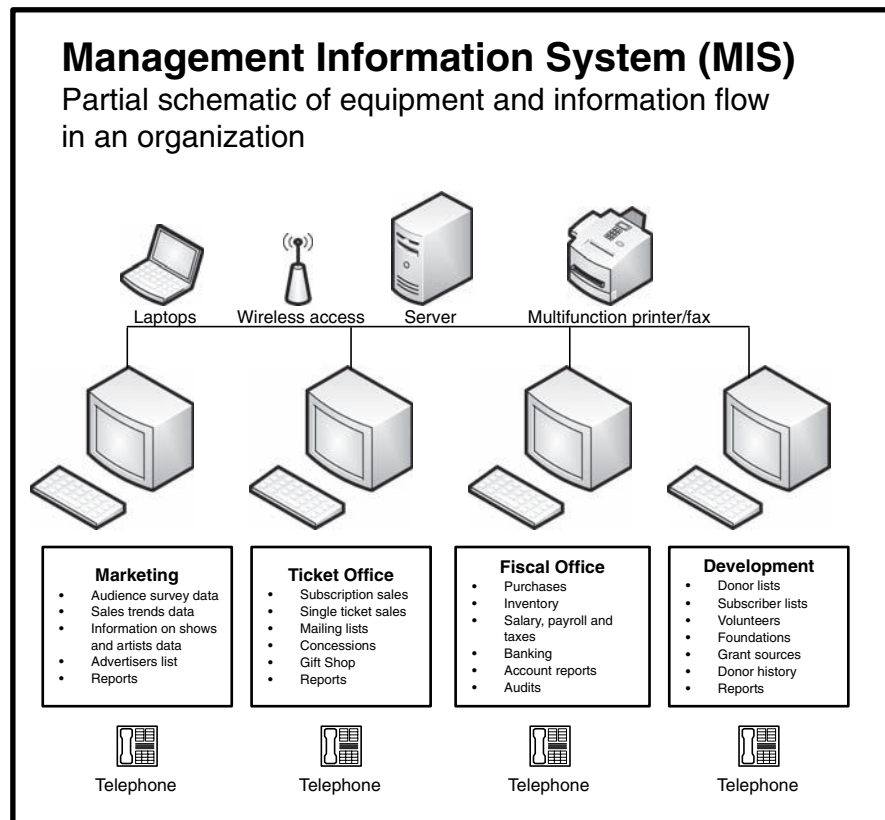 Management Information System (MIS)
Partial schematic of equipment and information flow
in an organization
Laptops
Wireless access
Server
Multifunction printer/fax
Marketing
• Audience survey data
• Sales trends data
• Information on shows
and artists data
• Advertisers list
• Reports
Ticket Office
• Subscription sales
• Single ticket sales
• Mailing lists
• Concessions
• Gift Shop
• Reports
Fiscal Office
• Purchases
• Inventory
• Salary, payroll and
taxes
• Banking
• Account reports
• Audits
Development
• Donor lists
• Subscriber lists
• Volunteers
• Foundations
• Grant sources
• Donor history
• Reports
Telephone
Telephone
Telephone
Telephone